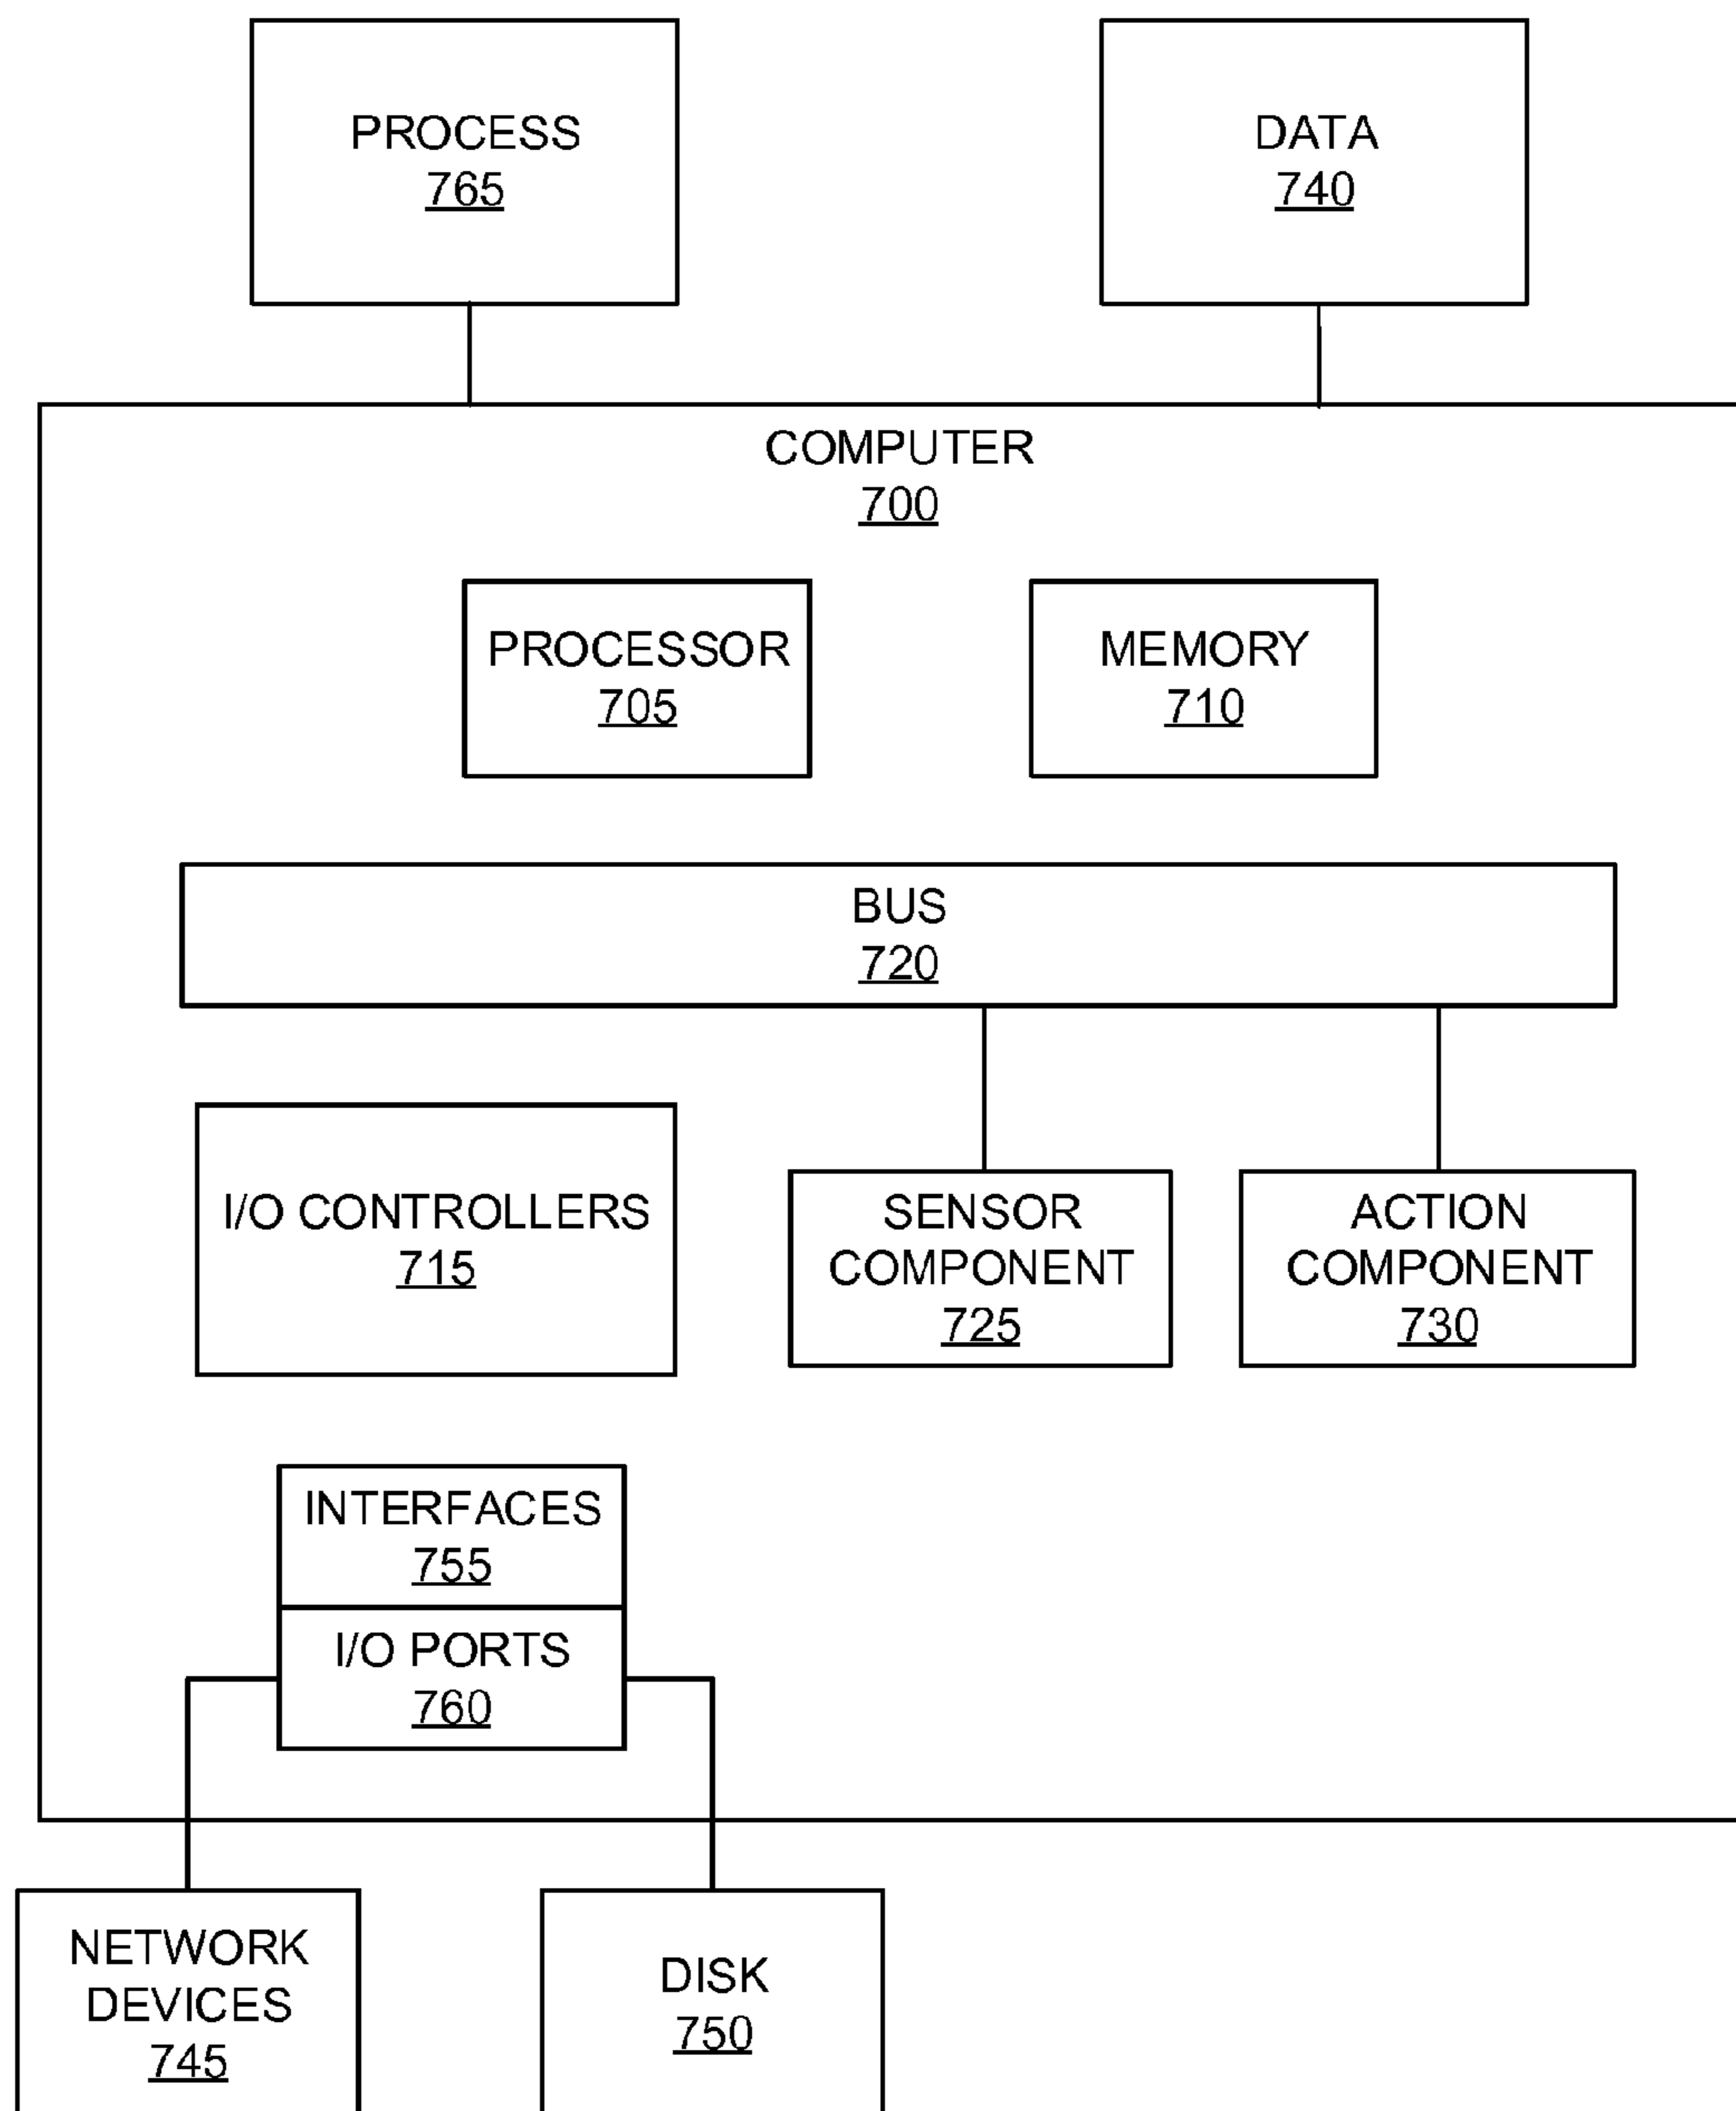 PROCESS
765
DATA
740
COMPUTER
700
PROCESSOR
705
MEMORY
710
BUS
720
I/O CONTROLLERS
715
SENSOR
COMPONENT
725
ACTION
COMPONENT
730
INTERFACES
755
I/O PORTS
760
NETWORK
DEVICES
745
DISK
750